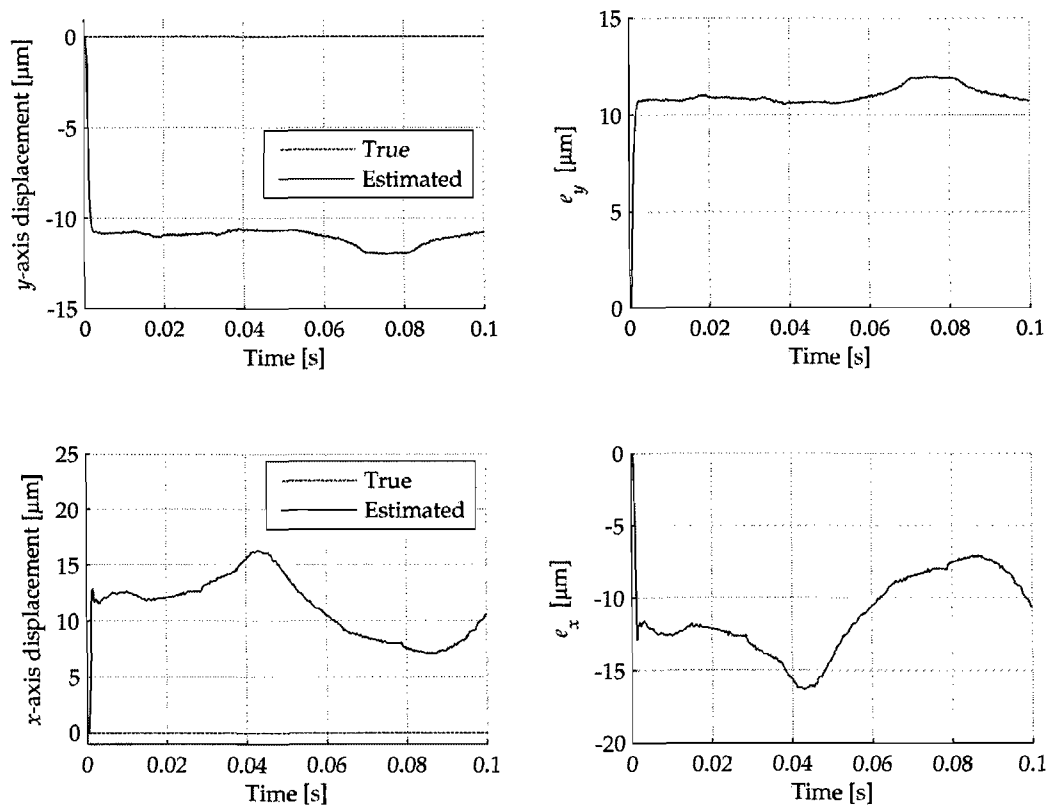 y-axis displacement [µm]
0
-5
-10
-15
True
Estimated
0 0.02 0.04 0.06 0.08 0.1
Time [s]
e_y [µm]
15
10
5
0
0 0.02 0.04 0.06 0.08 0.1
Time [s]
x-axis displacement [µm]
25
20
15
10
5
0
True
Estimated
0 0.02 0.04 0.06 0.08 0.1
Time [s]
e_x [µm]
0
-5
-10
-15
-20
0 0.02 0.04 0.06 0.08 0.1
Time [s]